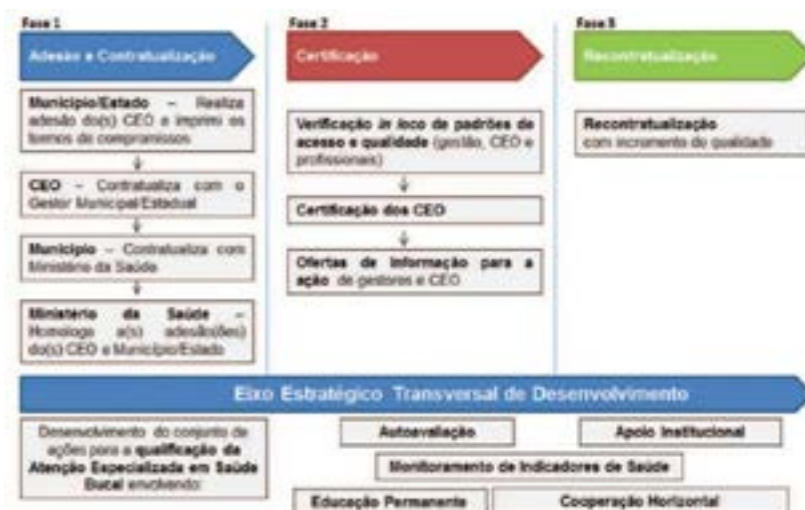 Fase 1
Adesão e Contratualização
Município/Estado – Realiza
adesão do(s) CEO e imprimi os
termos de compromissos
CEO – Contratualiza com o
Gestor Municipal/Estadual
Município – Contratualiza com
Ministério da Saúde
Ministério da Saúde –
Homologa a(s) adesão(ões)
do(s) CEO e Município/Estado
Fase 2
Certificação
Verificação in loco de padrões de
acesso e qualidade (gestão, CEO e
profissionais)
Certificação dos CEO
Ofertas de Informação para a
ação de gestores e CEO
Fase 3
Recontratualização
Recontratualização
com incremento de qualidade
Eixo Estratégico Transversal de Desenvolvimento
Desenvolvimento do conjunto de
ações para a qualificação da
Atenção Especializada em Saúde
Bucal envolvendo:
Autoavaliação
Apoio Institucional
Monitoramento de Indicadores de Saúde
Educação Permanente
Cooperação Horizontal